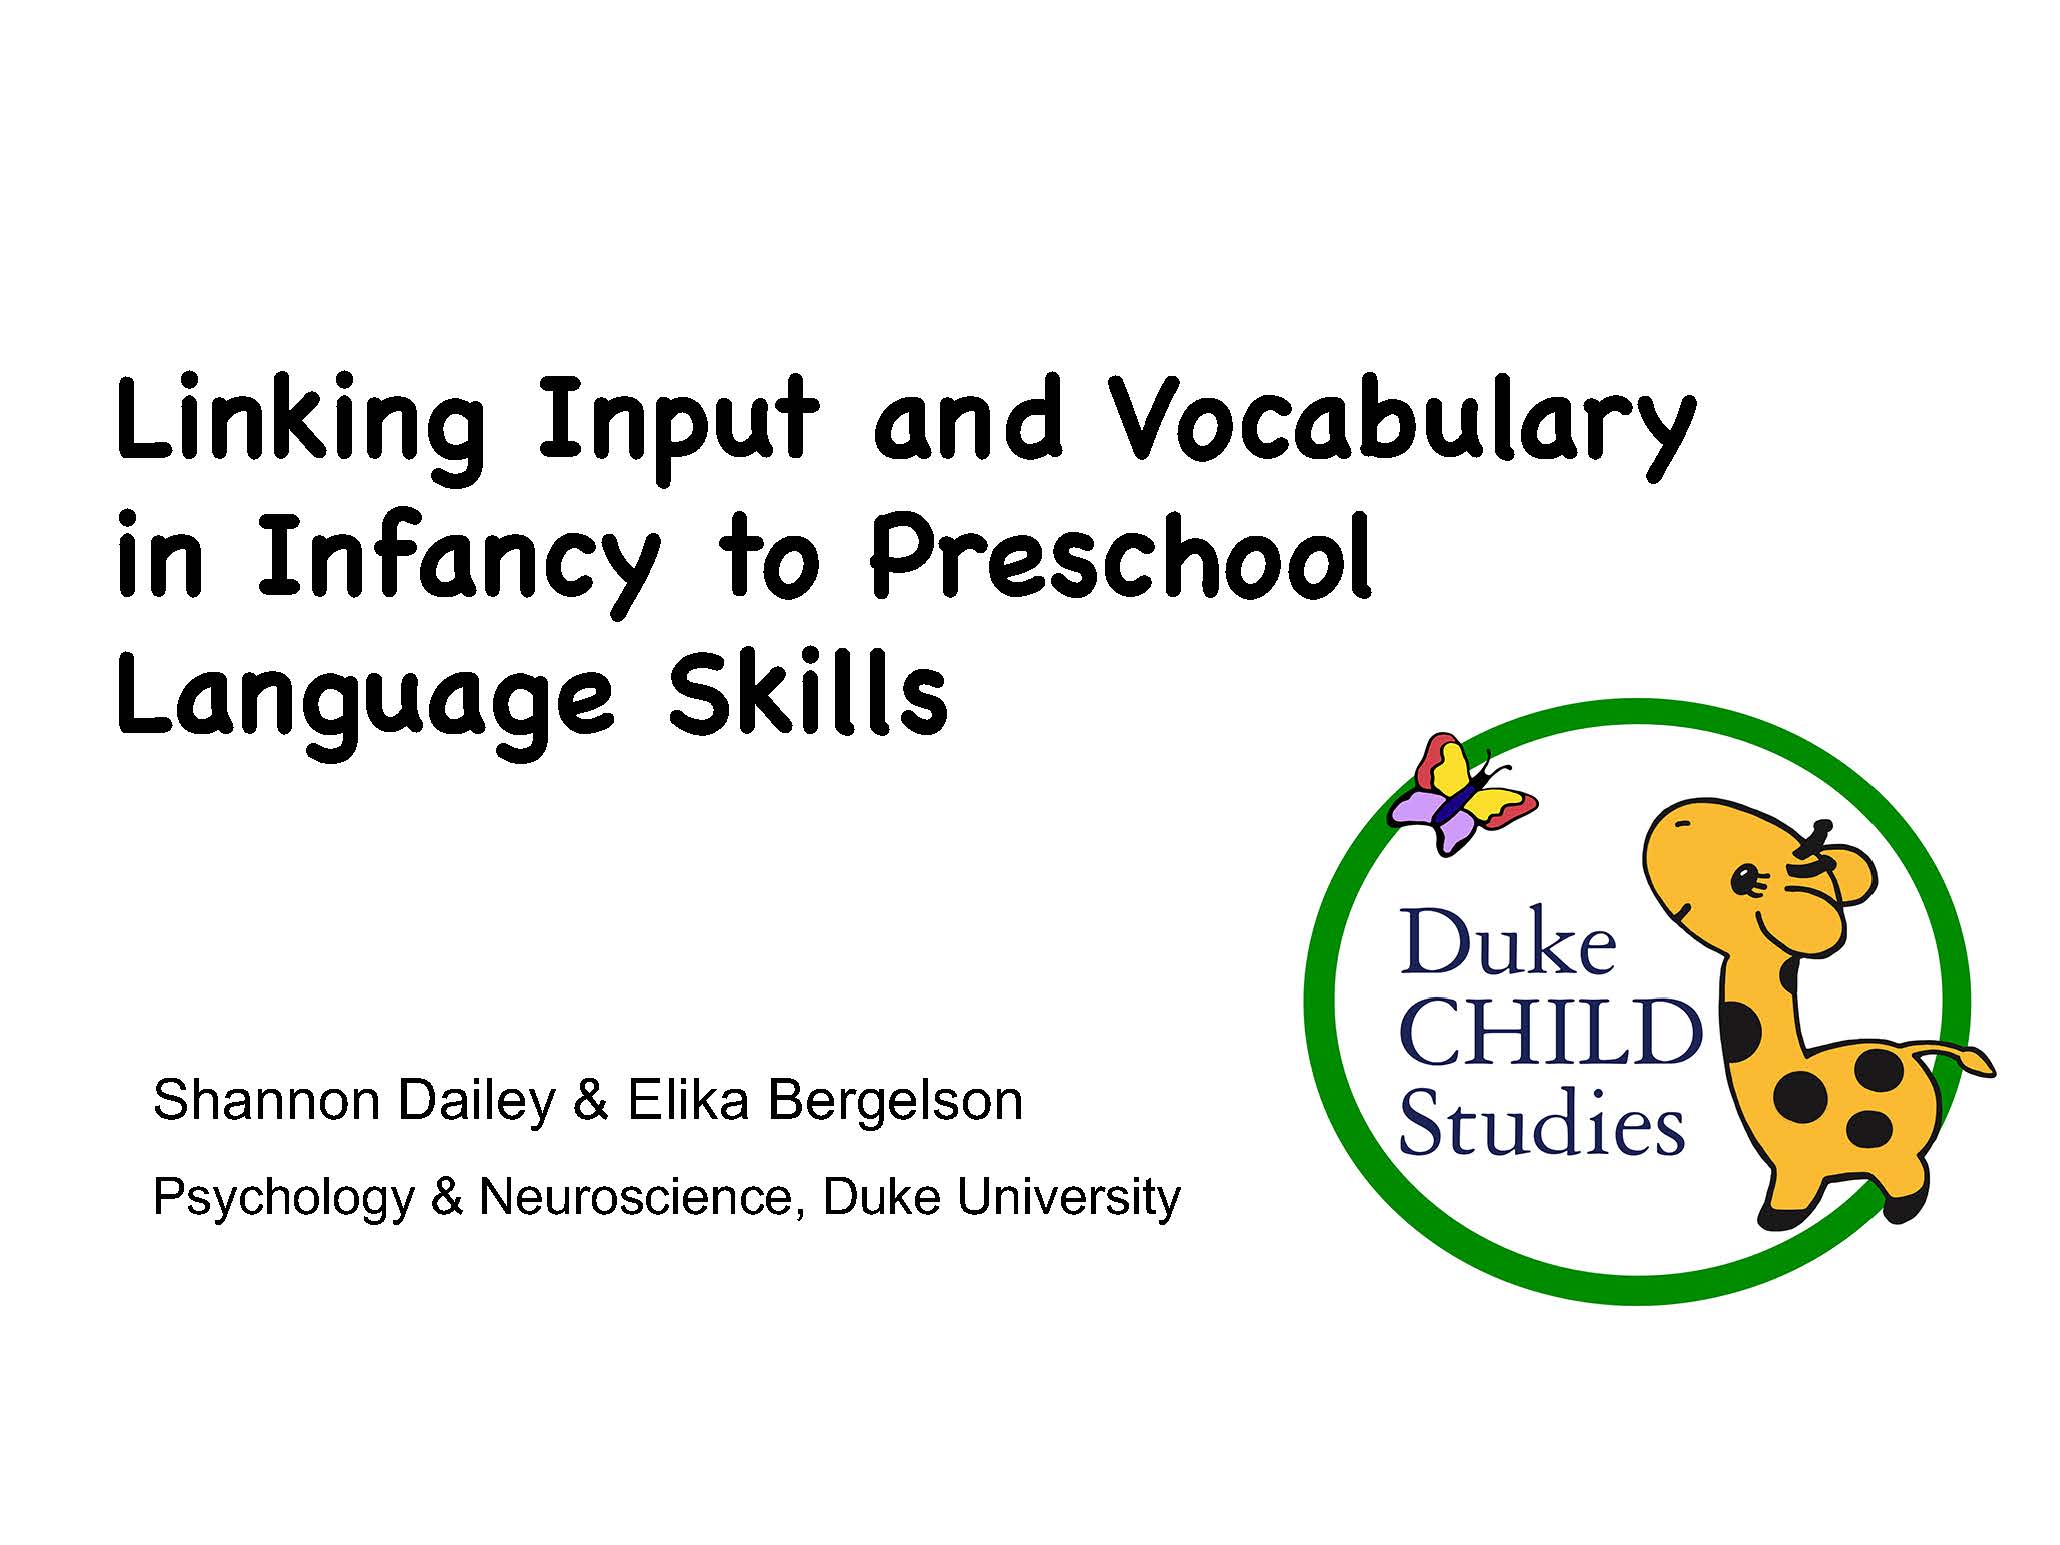 Linking Input and Vocabulary
in Infancy to Preschool
Language Skills
Duke
CHILD
Studies
Shannon Dailey & Elika Bergelson
Psychology & Neuroscience, Duke University